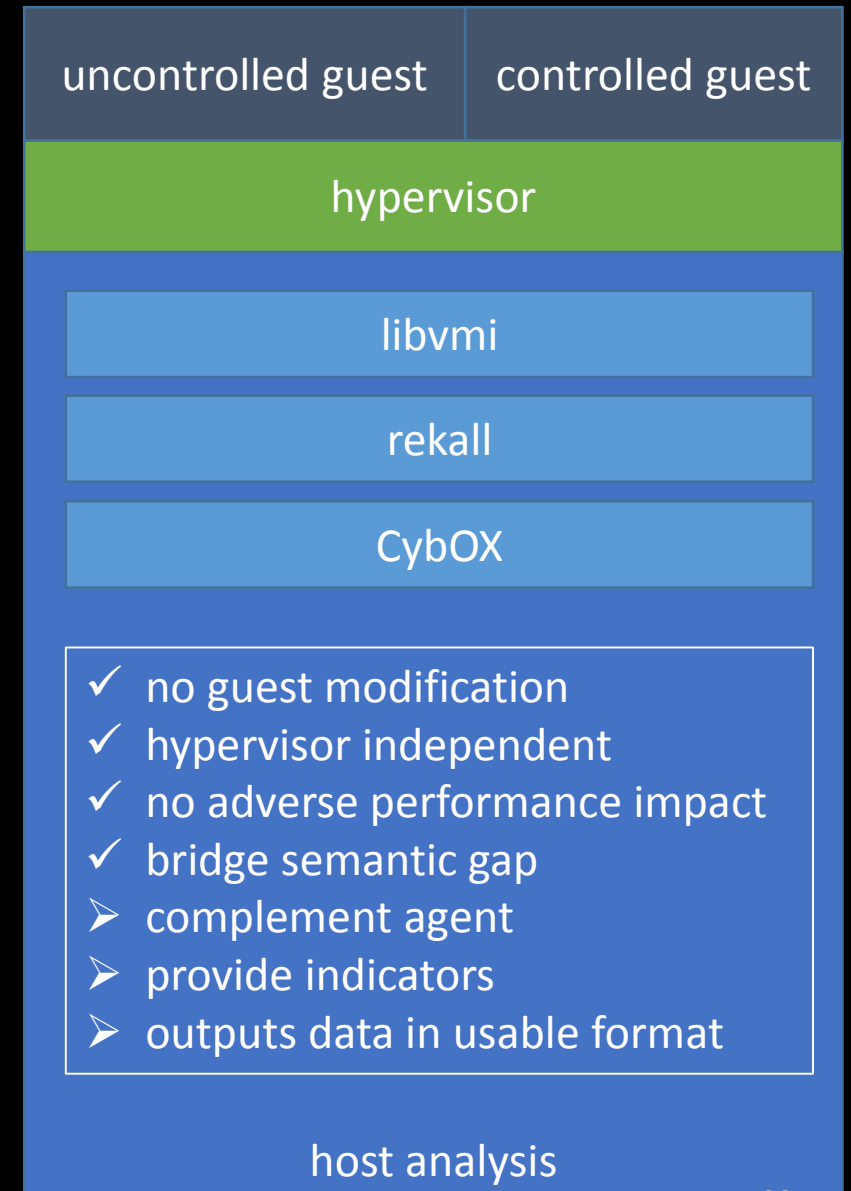 uncontrolled guest
controlled guest
hypervisor
libvmi
rekall
CybOX
✓ no guest modification
✓ hypervisor independent
✓ no adverse performance impact
✓ bridge semantic gap
➢ complement agent
➢ provide indicators
➢ outputs data in usable format
host analysis